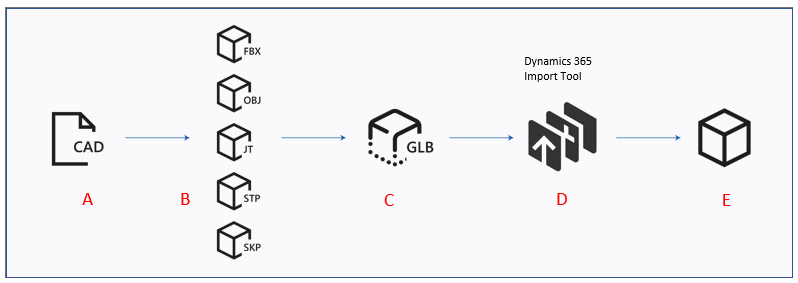 FBX
OBJ
JT
STP
SKP
CAD
GLB
Dynamics 365
Import Tool
A
B
C
D
E